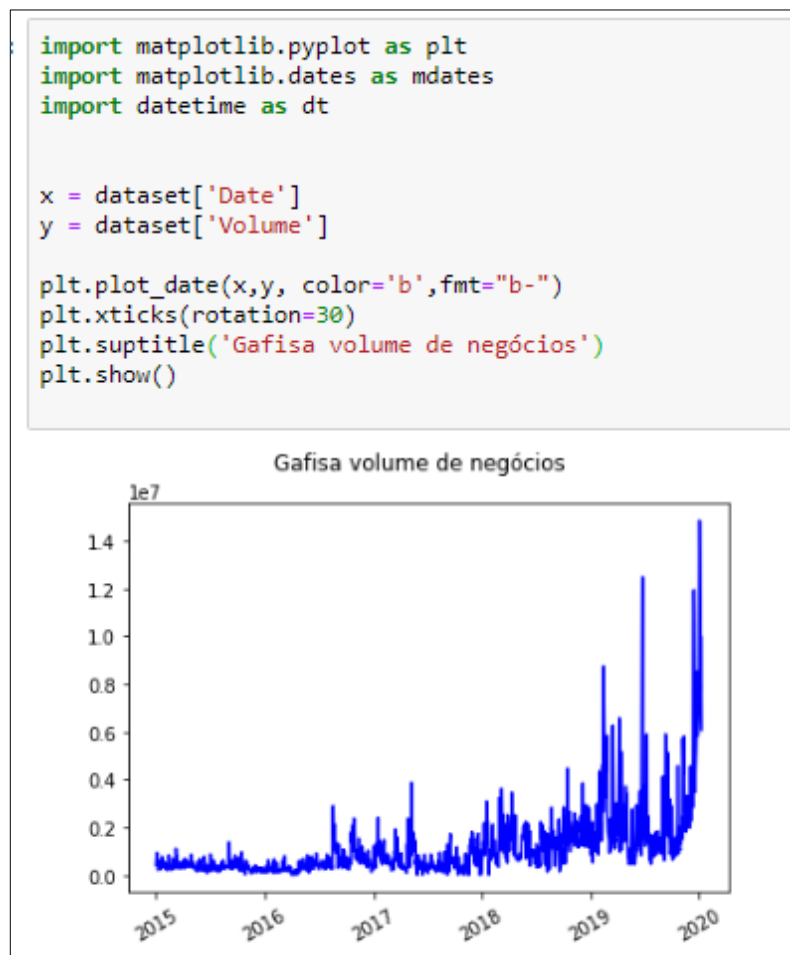 import matplotlib.pyplot as plt
import matplotlib.dates as mdates
import datetime as dt
x = dataset['Date']
y = dataset['Volume']
plt.plot_date(x,y, color='b',fmt="b-")
plt.xticks(rotation=30)
plt.suptitle('Gafisa volume de negócios')
plt.show()
Gafisa volume de negócios
1e7
1.4
1.2
1.0
0.8
0.6
0.4
0.2
0.0
2015 2016 2017 2018 2019 2020